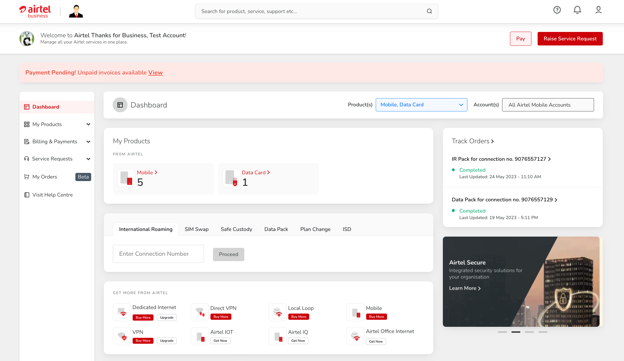 airtel
business
Search for product, service, support etc...
Welcome to Airtel Thanks for Business, Test Account!
Manage all your Airtel services in one place.
Pay
Raise Service Request
Payment Pending! Unpaid invoices available View
Dashboard
My Products
Billing & Payments
Service Requests
My Orders
Beta
Visit Help Centre
Dashboard
Product(s)
Mobile, Data Card
Account(s)
All Airtel Mobile Accounts
My Products
FROM AIRTEL
Mobile >
5
Data Card >
1
International Roaming
SIM Swap
Safe Custody
Data Pack
Plan Change
ISD
Enter Connection Number
Proceed
GET MORE FROM AIRTEL
Dedicated Internet
Buy More
Upgrade
Direct VPN
Buy More
Local Loop
Buy More
Mobile
Buy More
VPN
Buy More
Upgrade
Airtel IOT
Get Now
Airtel IQ
Get Now
Airtel Office Internet
Get Now
Track Orders >
IR Pack for connection no. 9076557127 >
Completed
Last Updated: 24 May 2023 - 11:10 AM
Data Pack for connection no. 9076557129 >
Completed
Last Updated: 19 May 2023 - 5:11 PM
Airtel Secure
Integrated security solutions for
your organisation
Learn More >